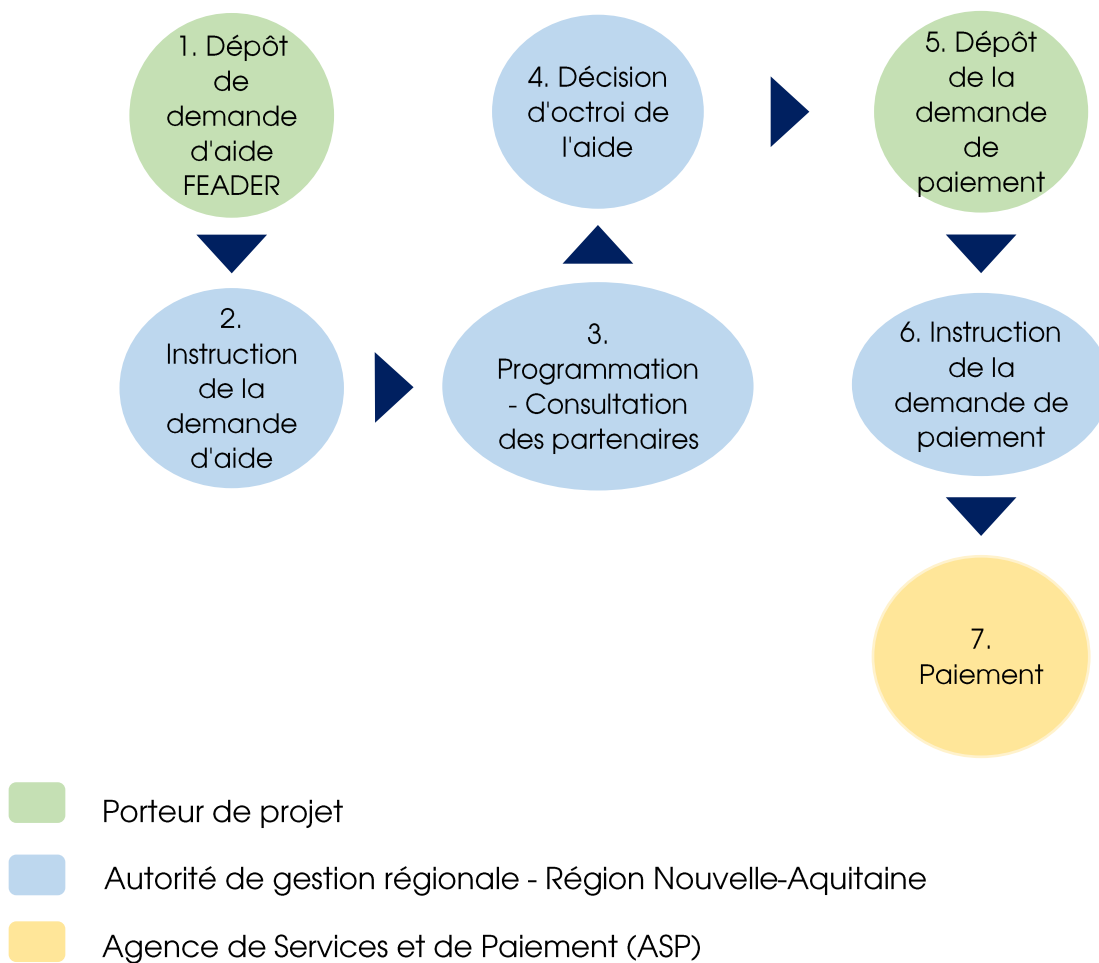 1. Dépôt
de
demande
d'aide
FEADER
2.
Instruction
de la
demande
d'aide
3.
Programmation
- Consultation
des partenaires
4. Décision
d'octroi de
l'aide
5. Dépôt
de la
demande
de
paiement
6. Instruction
de la
demande de
paiement
7.
Paiement
Porteur de projet
Autorité de gestion régionale - Région Nouvelle-Aquitaine
Agence de Services et de Paiement (ASP)